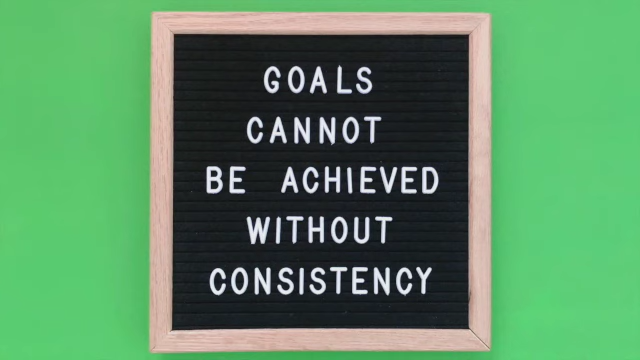 GOALS
CANNOT
BE ACHIEVED
WITHOUT
CONSISTENCY